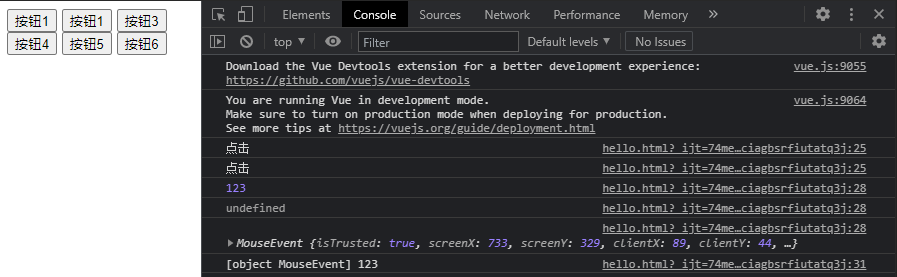 按钮1 按钮1 按钮3
按钮4 按钮5 按钮6
Elements Console Sources Network Performance Memory »
top ▾ Filter Default levels ▾ No Issues
Download the Vue Devtools extension for a better development experience: vue.js:9055
https://github.com/vuejs/vue-devtools
You are running Vue in development mode. vue.js:9064
Make sure to turn on production mode when deploying for production.
See more tips at https://vuejs.org/guide/deployment.html
点击 hello.html?_ijt=74me…ciagbsrfiutatq3j:25
点击 hello.html?_ijt=74me…ciagbsrfiutatq3j:25
123 hello.html?_ijt=74me…ciagbsrfiutatq3j:28
undefined hello.html?_ijt=74me…ciagbsrfiutatq3j:28
hello.html?_ijt=74me…ciagbsrfiutatq3j:28
MouseEvent {isTrusted: true, screenX: 733, screenY: 329, clientX: 89, clientY: 44, …}
[object MouseEvent] 123 hello.html?_ijt=74me…ciagbsrfiutatq3j:31